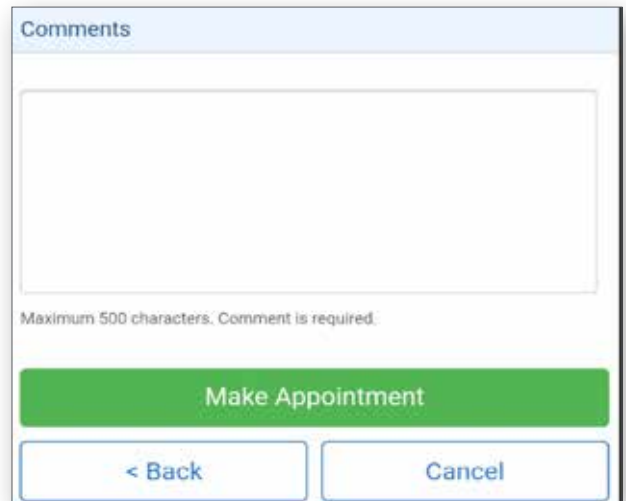 Comments
Maximum 500 characters. Comment is required.
Make Appointment
< Back
Cancel